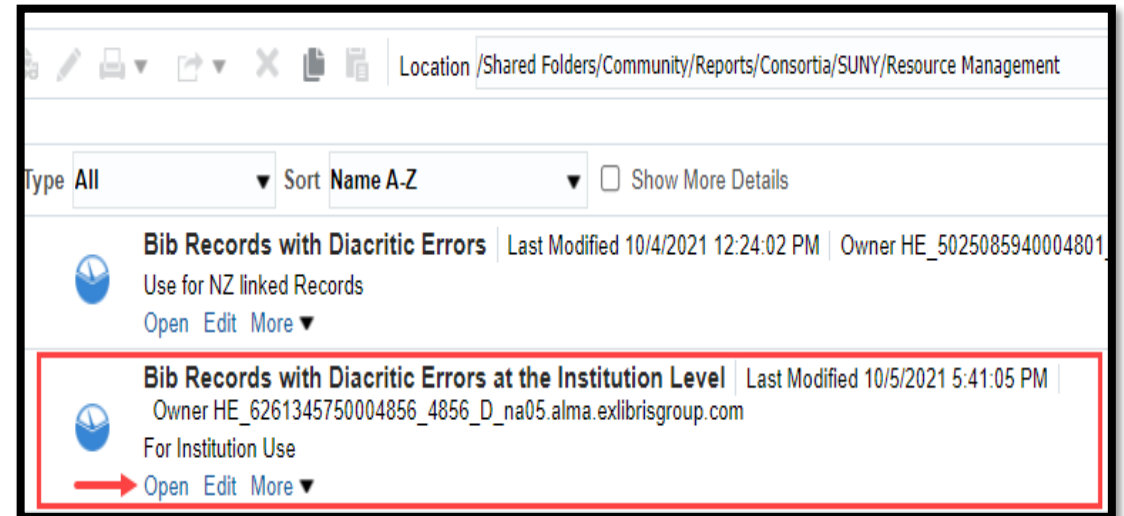 Location /Shared Folders/Community/Reports/Consortia/SUNY/Resource Management
Type All Sort Name A-Z Show More Details
Bib Records with Diacritic Errors Last Modified 10/4/2021 12:24:02 PM Owner HE_5025085940004801_
Use for NZ linked Records
Open Edit More
Bib Records with Diacritic Errors at the Institution Level Last Modified 10/5/2021 5:41:05 PM
Owner HE_6261345750004856_4856_D_na05.alma.exlibrisgroup.com
For Institution Use
Open Edit More